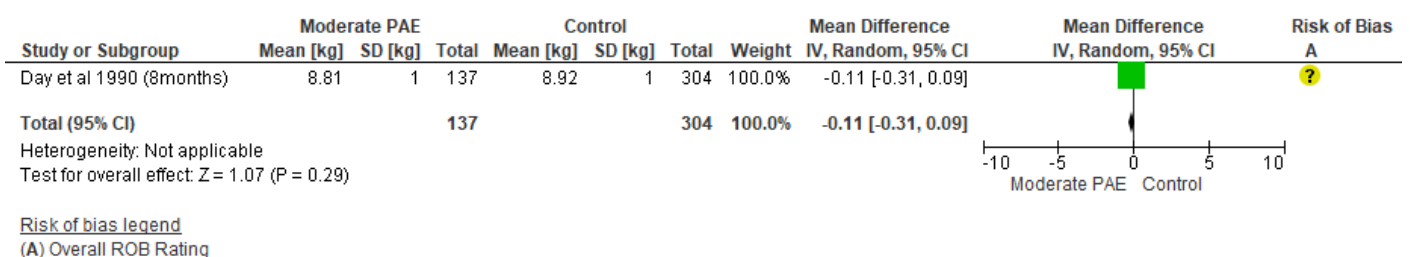 Moderate PAE Control Mean Difference Mean Difference Risk of Bias
Study or Subgroup Mean [kg] SD [kg] Total Mean [kg] SD [kg] Total Weight IV, Random, 95% CI IV, Random, 95% CI A
Day et al 1990 (8months) 8.81 1 137 8.92 1 304 100.0% -0.11 [-0.31, 0.09] ?
Total (95% CI) 137 304 100.0% -0.11 [-0.31, 0.09]
Heterogeneity: Not applicable
Test for overall effect: Z = 1.07 (P = 0.29)
-10 -5 0 5 10
Moderate PAE Control
Risk of bias legend
(A) Overall ROB Rating